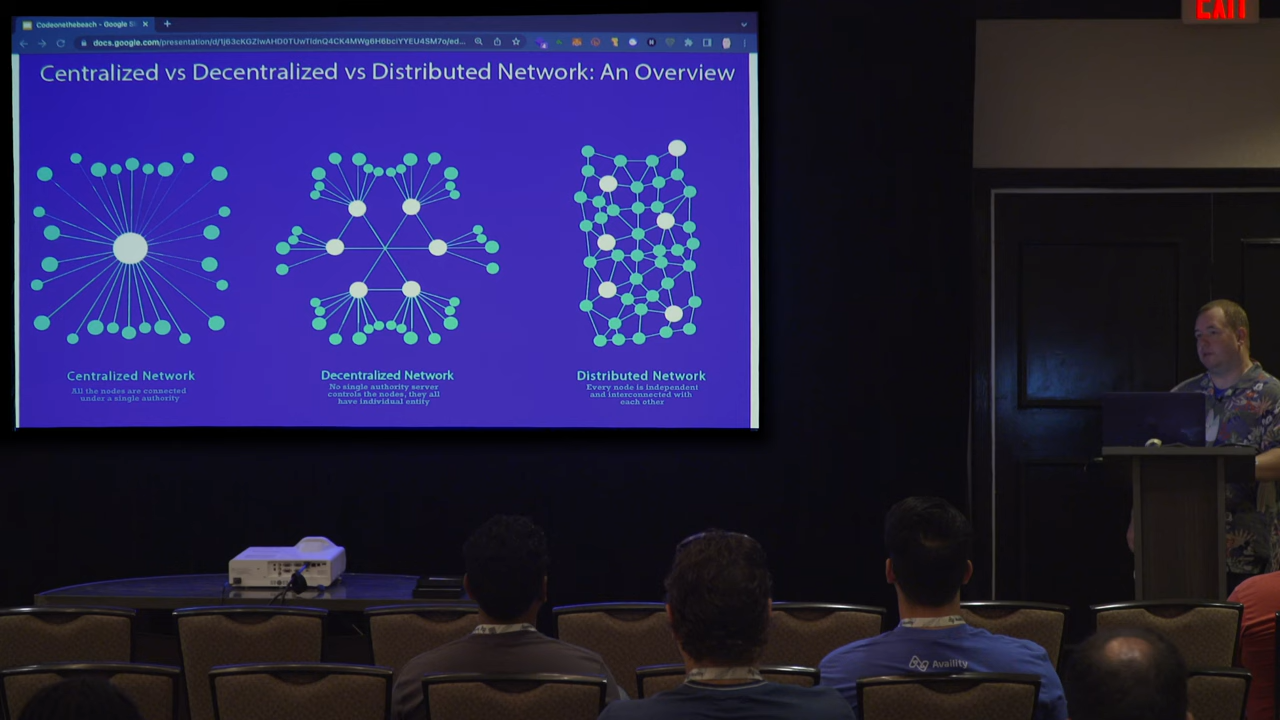 EXIT
Codeonthebeach - Google Sl
docs.google.com/presentation/d/1j63cKGZlwAHD0TUwTldnQ4CK4MWg6H6bclYYEU4SM7o/ed...
Centralized vs Decentralized vs Distributed Network: An Overview
Centralized Network
All the nodes are connected
under a single authority
Decentralized Network
No single authority server
controls the nodes, they all
have individual entity
Distributed Network
Every node is independent
and interconnected with
each other
Availity